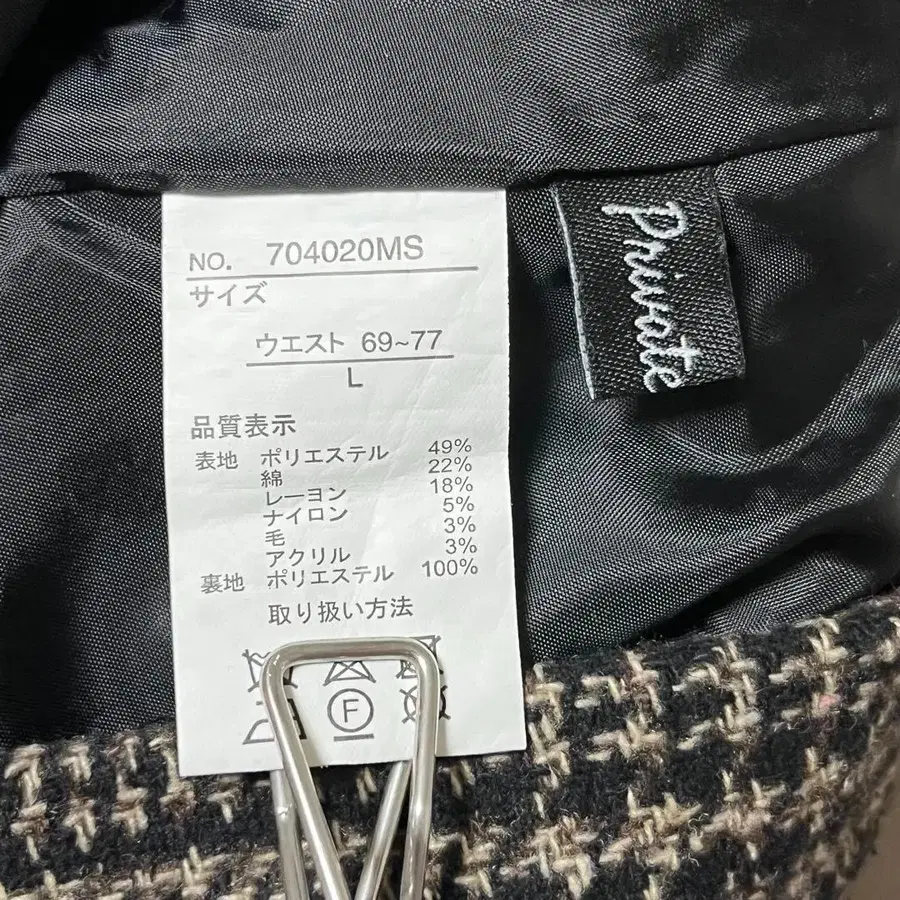 NO. 704020MS
サイズ
ウエスト 69~77
L
品質表示
表地 ポリエステル 49%
綿 22%
レーヨン 18%
ナイロン 5%
毛 3%
アクリル 3%
裏地 ポリエステル 100%
取り扱い方法
F
Private